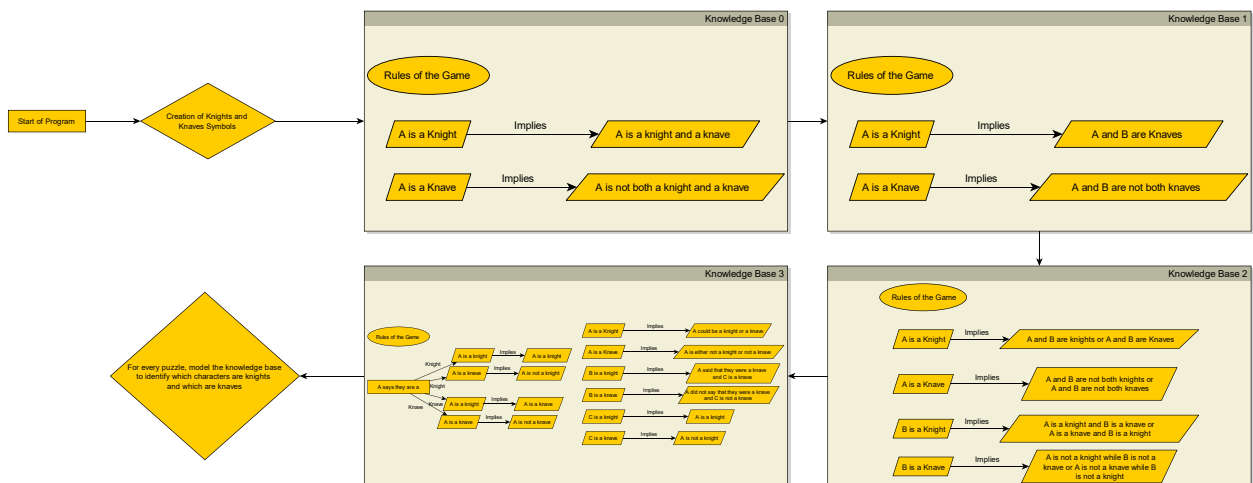 Knowledge Base 0
Knowledge Base 1
Rules of the Game
Rules of the Game
Start of Program
Creation of Knights and
Knaves Symbols
A is a Knight
Implies
A is a knight and a knave
A is a Knave
Implies
A is not both a knight and a knave
A is a Knight
Implies
A and B are Knaves
A is a Knave
Implies
A and B are not both knaves
Knowledge Base 3
Rules of the Game
A says they are a
Knight
A is a knight
Implies
A is a knight
Knight
A is a knave
Implies
A is not a knight
Knave
A is a knight
Implies
A is a knave
Knave
A is a knave
Implies
A is not a knave
A is a Knight
Implies
A could be a knight or a knave
A is a Knave
Implies
A is either not a knight or not a knave
B is a knight
Implies
A said that they were a knave
and C is a knave
B is a knave
Implies
A did not say that they were a knave
and C is not a knave
C is a knight
Implies
A is a knight
C is a knave
Implies
A is not a knight
Knowledge Base 2
Rules of the Game
A is a Knight
Implies
A and B are knights or A and B are Knaves
A is a Knave
Implies
A and B are not both knights or
A and B are not both knaves
B is a Knight
Implies
A is a knight and B is a knave or
A is a knave and B is a knight
B is a Knave
Implies
A is not a knight while B is not a
knave or A is not a knave while B
is not a knight
For every puzzle, model the knowledge base
to identify which characters are knights
and which are knaves